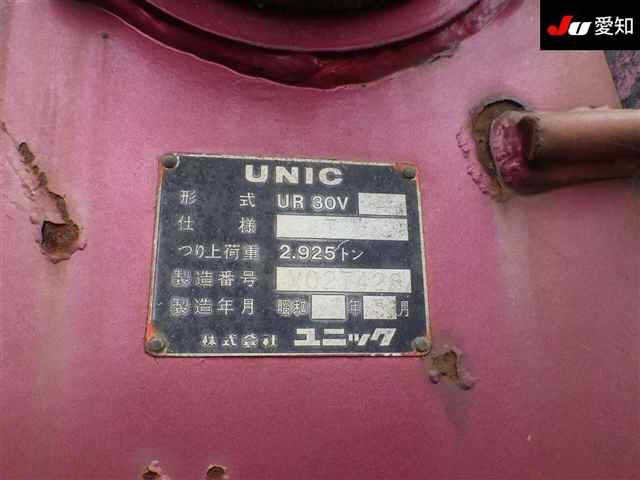 JU 愛知
UNIC
形式 UR 30V
仕様
つり上荷重 2.925トン
製造番号
製造年月 昭和 年 月
株式会社 ユニック